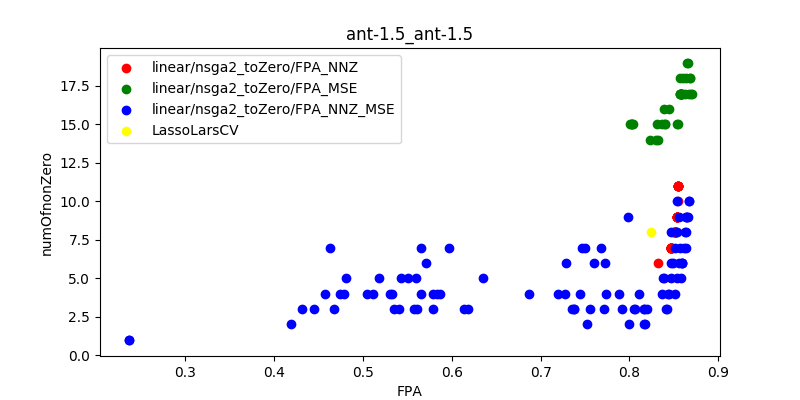 ant-1.5_ant-1.5
linear/nsga2_toZero/FPA_NNZ
linear/nsga2_toZero/FPA_MSE
linear/nsga2_toZero/FPA_NNZ_MSE
LassoLarsCV
numOfnonZero
17.5
15.0
12.5
10.0
7.5
5.0
2.5
0.0
0.3 0.4 0.5 0.6 0.7 0.8 0.9
FPA